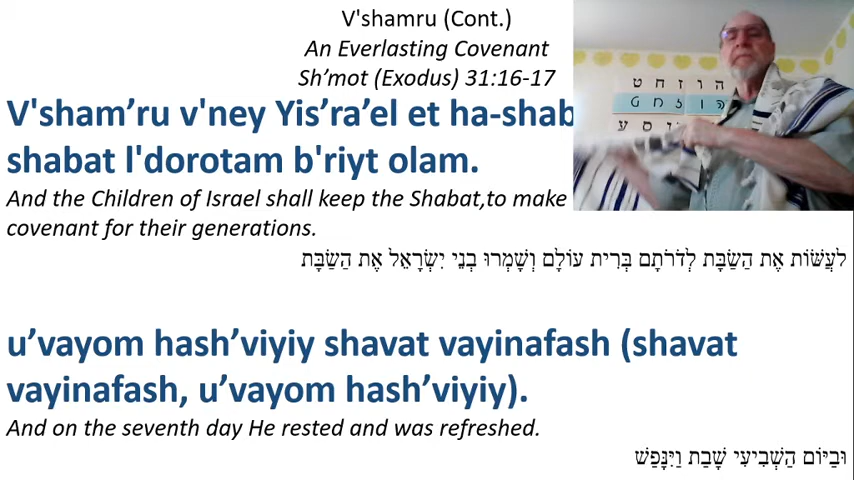 V'shamru (Cont.)
An Everlasting Covenant
Sh’mot (Exodus) 31:16-17
V'sham’ru v'ney Yis’ra’el et ha-shab
shabat l'dorotam b'riyt olam.
And the Children of Israel shall keep the Shabat,to make
covenant for their generations.
לעֲשׂוֹת אֶת הַשַּׁבָּת לְדֹרֹתָם בְּרִית עוֹלָם וְשָׁמְרוּ בְנֵי יִשְׂרָאֵל אֶת הַשַּׁבָּת
u’vayom hash’viyiy shavat vayinafash (shavat
vayinafash, u’vayom hash’viyiy).
And on the seventh day He rested and was refreshed.
וּבַיּוֹם הַשְּׁבִיעִי שָׁבַת וַיִּנָּפַשׁ
ה ו ז ח ט
ה ו ז ח ט
ס ע